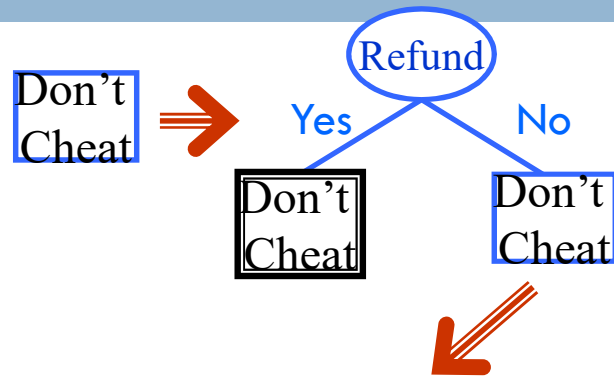 Refund
Don’t
Cheat
Yes
No
Don’t
Cheat
Don’t
Cheat